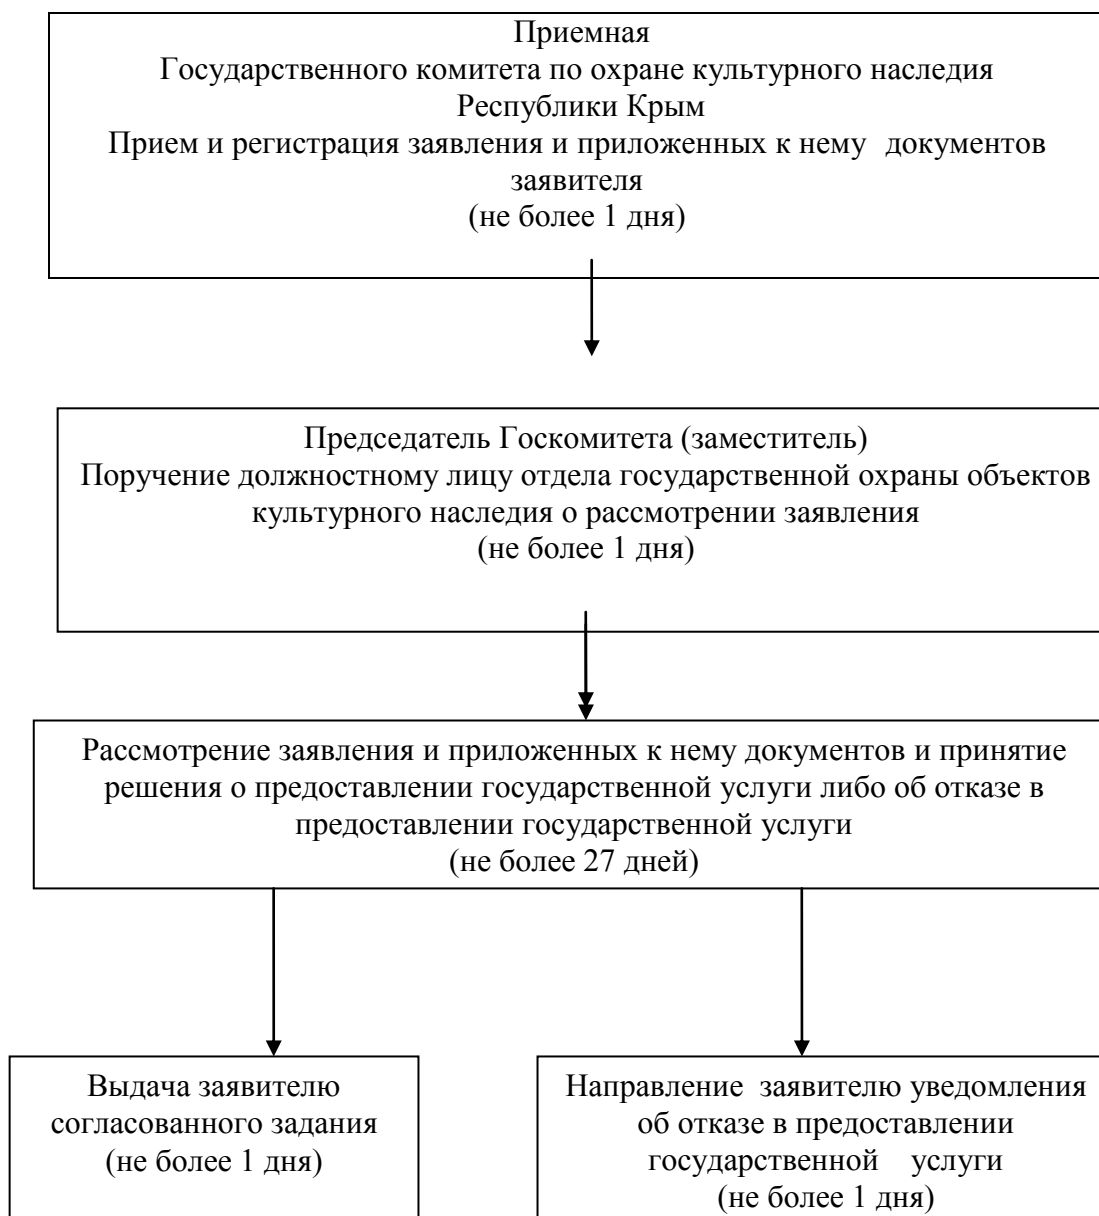 Приемная
Государственного комитета по охране культурного наследия
Республики Крым
Прием и регистрация заявления и приложенных к нему документов
заявителя
(не более 1 дня)
Председатель Госкомитета (заместитель)
Поручение должностному лицу отдела государственной охраны объектов
культурного наследия о рассмотрении заявления
(не более 1 дня)
Рассмотрение заявления и приложенных к нему документов и принятие
решения о предоставлении государственной услуги либо об отказе в
предоставлении государственной услуги
(не более 27 дней)
Выдача заявителю
согласованного задания
(не более 1 дня)
Направление заявителю уведомления
об отказе в предоставлении
государственной услуги
(не более 1 дня)